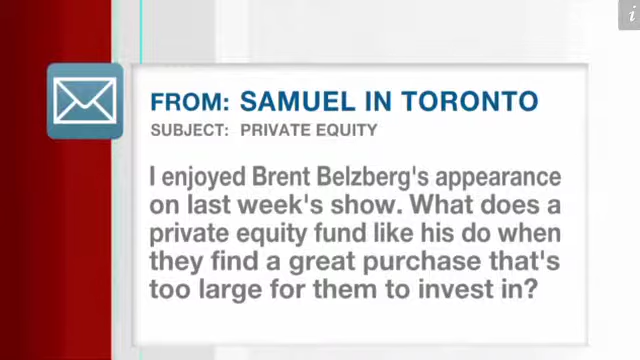 FROM: SAMUEL IN TORONTO
SUBJECT: PRIVATE EQUITY
I enjoyed Brent Belzberg's appearance
on last week's show. What does a
private equity fund like his do when
they find a great purchase that's
too large for them to invest in?
i